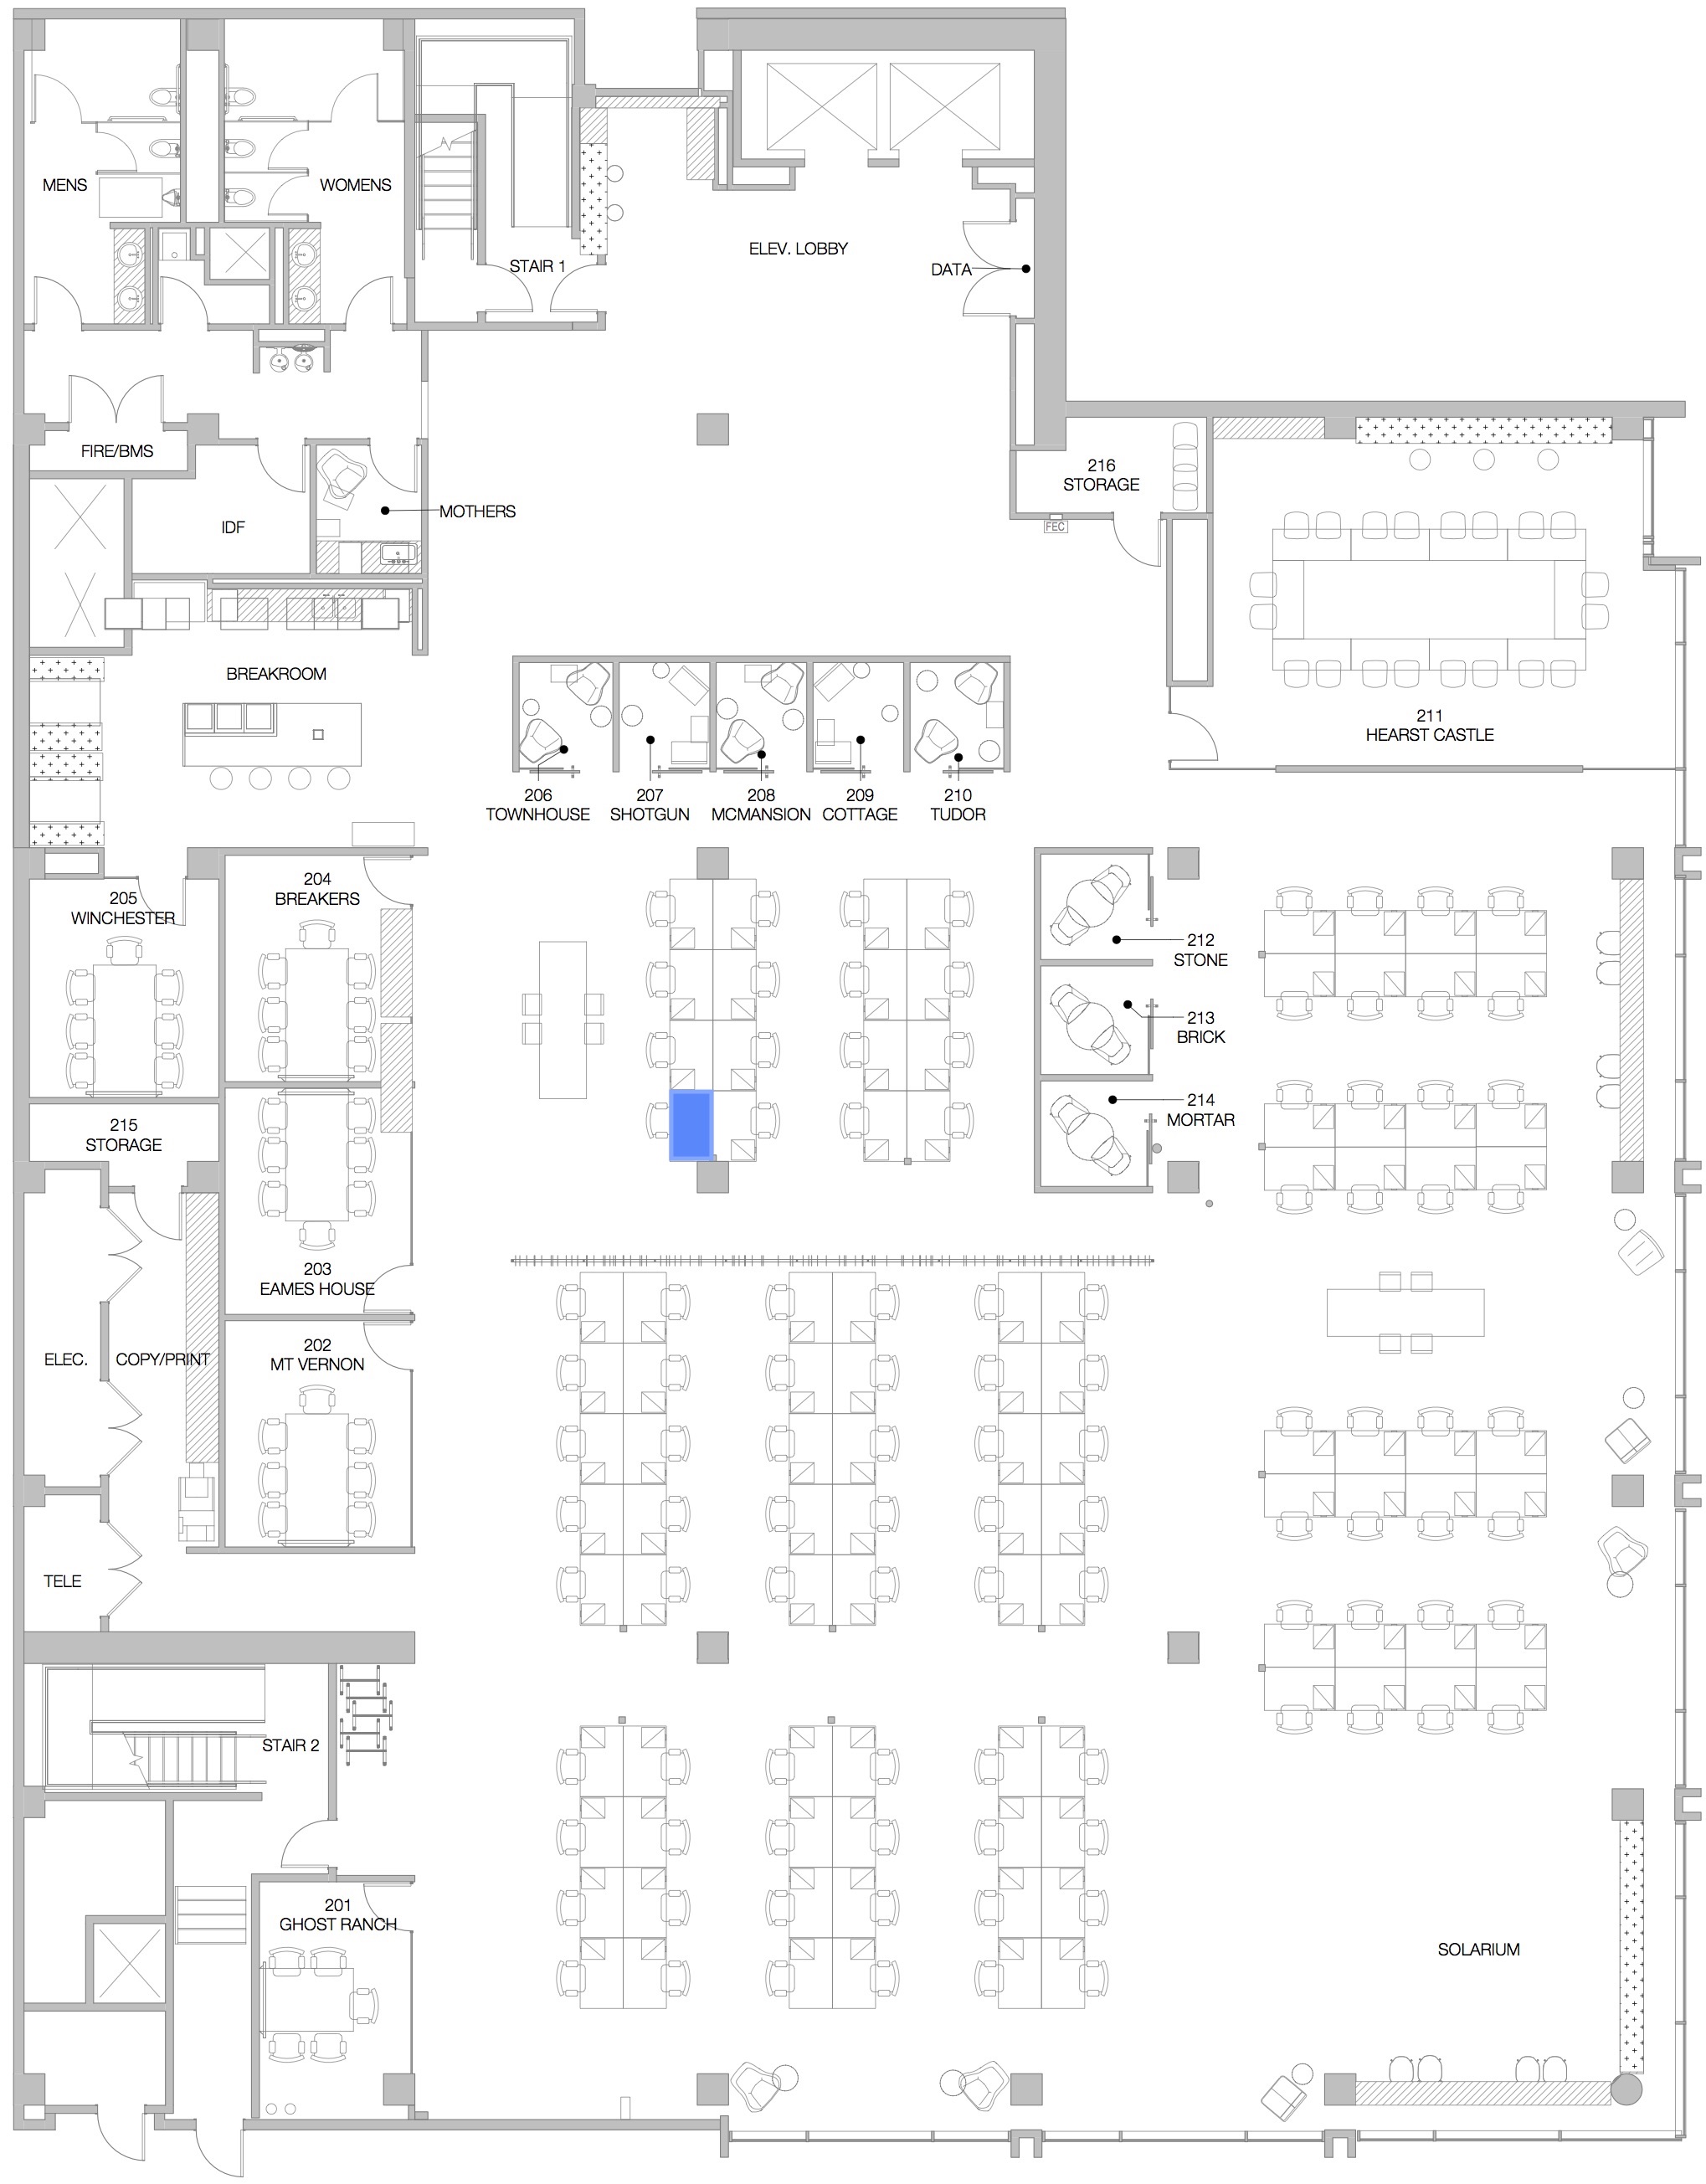 MENS
WOMENS
STAIR 1
ELEV. LOBBY
DATA
FIRE/BMS
216
STORAGE
FEC
IDF
MOTHERS
BREAKROOM
211
HEARST CASTLE
206
TOWNHOUSE
207
SHOTGUN
208
MCMANSION
209
COTTAGE
210
TUDOR
205
WINCHESTER
204
BREAKERS
212
STONE
213
BRICK
214
MORTAR
215
STORAGE
203
EAMES HOUSE
202
MT VERNON
ELEC.
COPY/PRINT
TELE
STAIR 2
201
GHOST RANCH
SOLARIUM